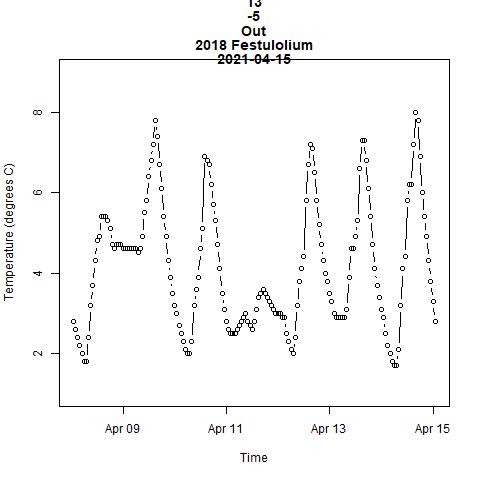 13
-5
Out
2018 Festulolium
2021-04-15
Temperature (degrees C)
8
6
4
2
Apr 09
Apr 11
Apr 13
Apr 15
Time